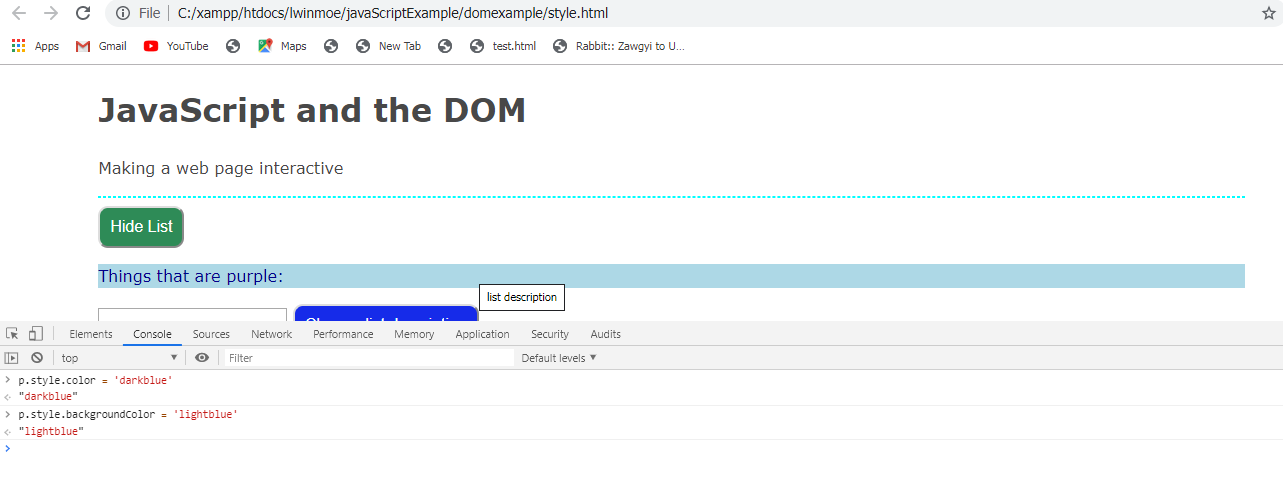 File C:/xampp/htdocs/lwinmoe/javaScriptExample/domexample/style.html
Apps Gmail YouTube Maps New Tab test.html Rabbit:: Zawgyi to U...
JavaScript and the DOM
Making a web page interactive
Hide List
Things that are purple:
list description
Elements Console Sources Network Performance Memory Application Security Audits
top Filter Default levels
p.style.color = 'darkblue'
"darkblue"
p.style.backgroundColor = 'lightblue'
"lightblue"